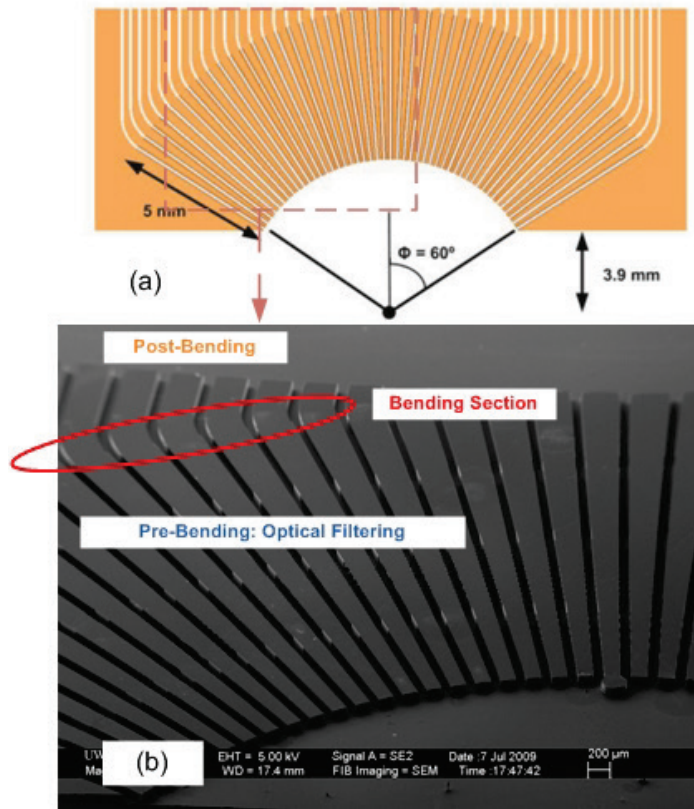 5 mm
Φ = 60º
3.9 mm
(a)
Post-Bending
Bending Section
Pre-Bending: Optical Filtering
(b)
EHT = 5.00 kV
WD = 17.4 mm
Signal A = SE2
FIB Imaging = SEM
Date :7 Jul 2009
Time :17:47:42
200 µm